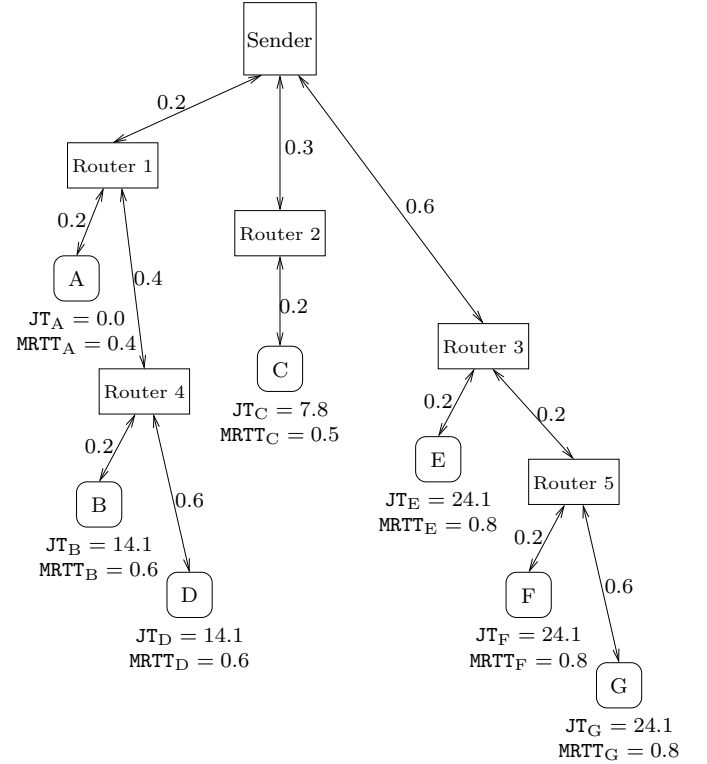 Sender
0.2
0.3
0.6
Router 1
Router 2
Router 3
0.2
0.4
A
JT_A = 0.0
MRTT_A = 0.4
0.2
C
JT_C = 7.8
MRTT_C = 0.5
Router 4
0.2
0.6
B
JT_B = 14.1
MRTT_B = 0.6
D
JT_D = 14.1
MRTT_D = 0.6
0.2
0.2
E
JT_E = 24.1
MRTT_E = 0.8
Router 5
0.2
0.6
F
JT_F = 24.1
MRTT_F = 0.8
G
JT_G = 24.1
MRTT_G = 0.8